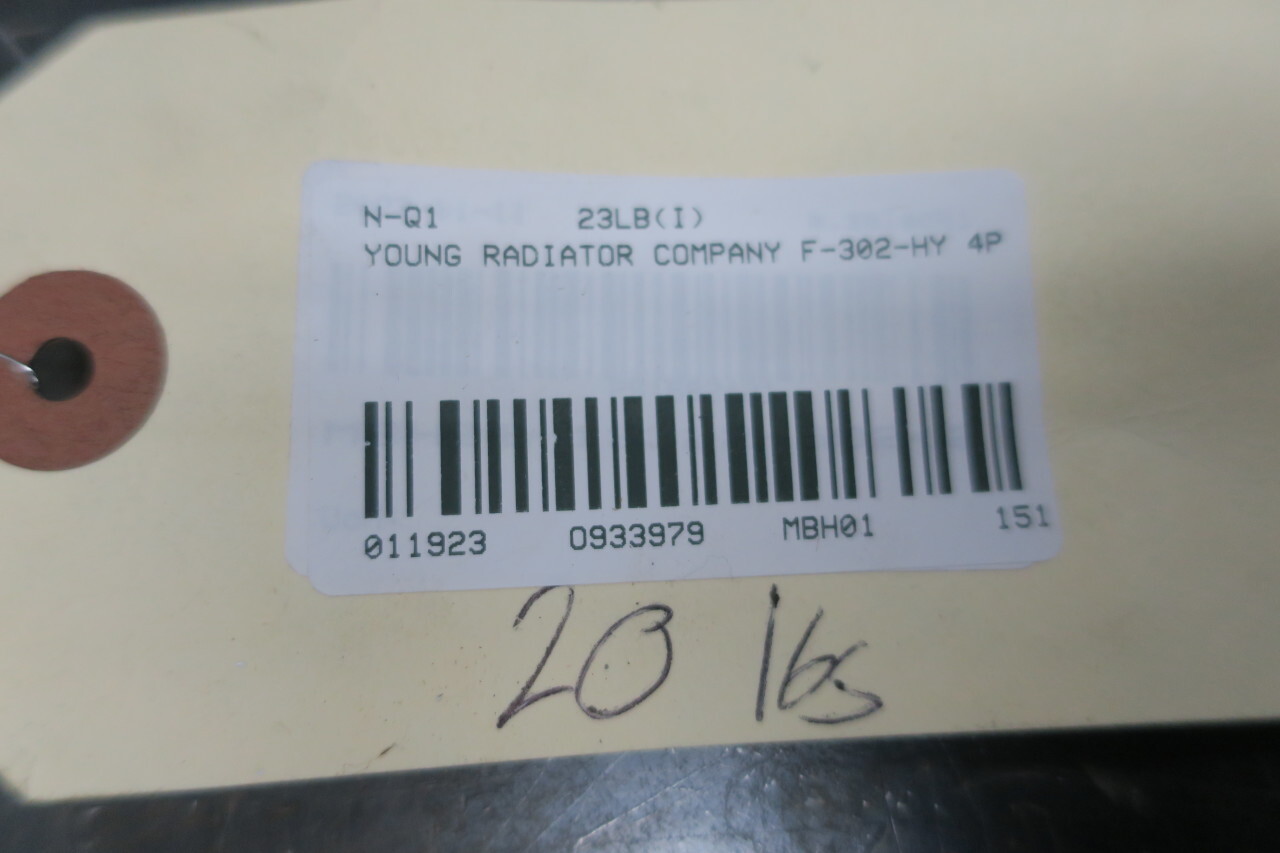 N-Q1 23LB(I)
YOUNG RADIATOR COMPANY F-302-HY 4P
011923 0933979 MBH01 151
20 lbs